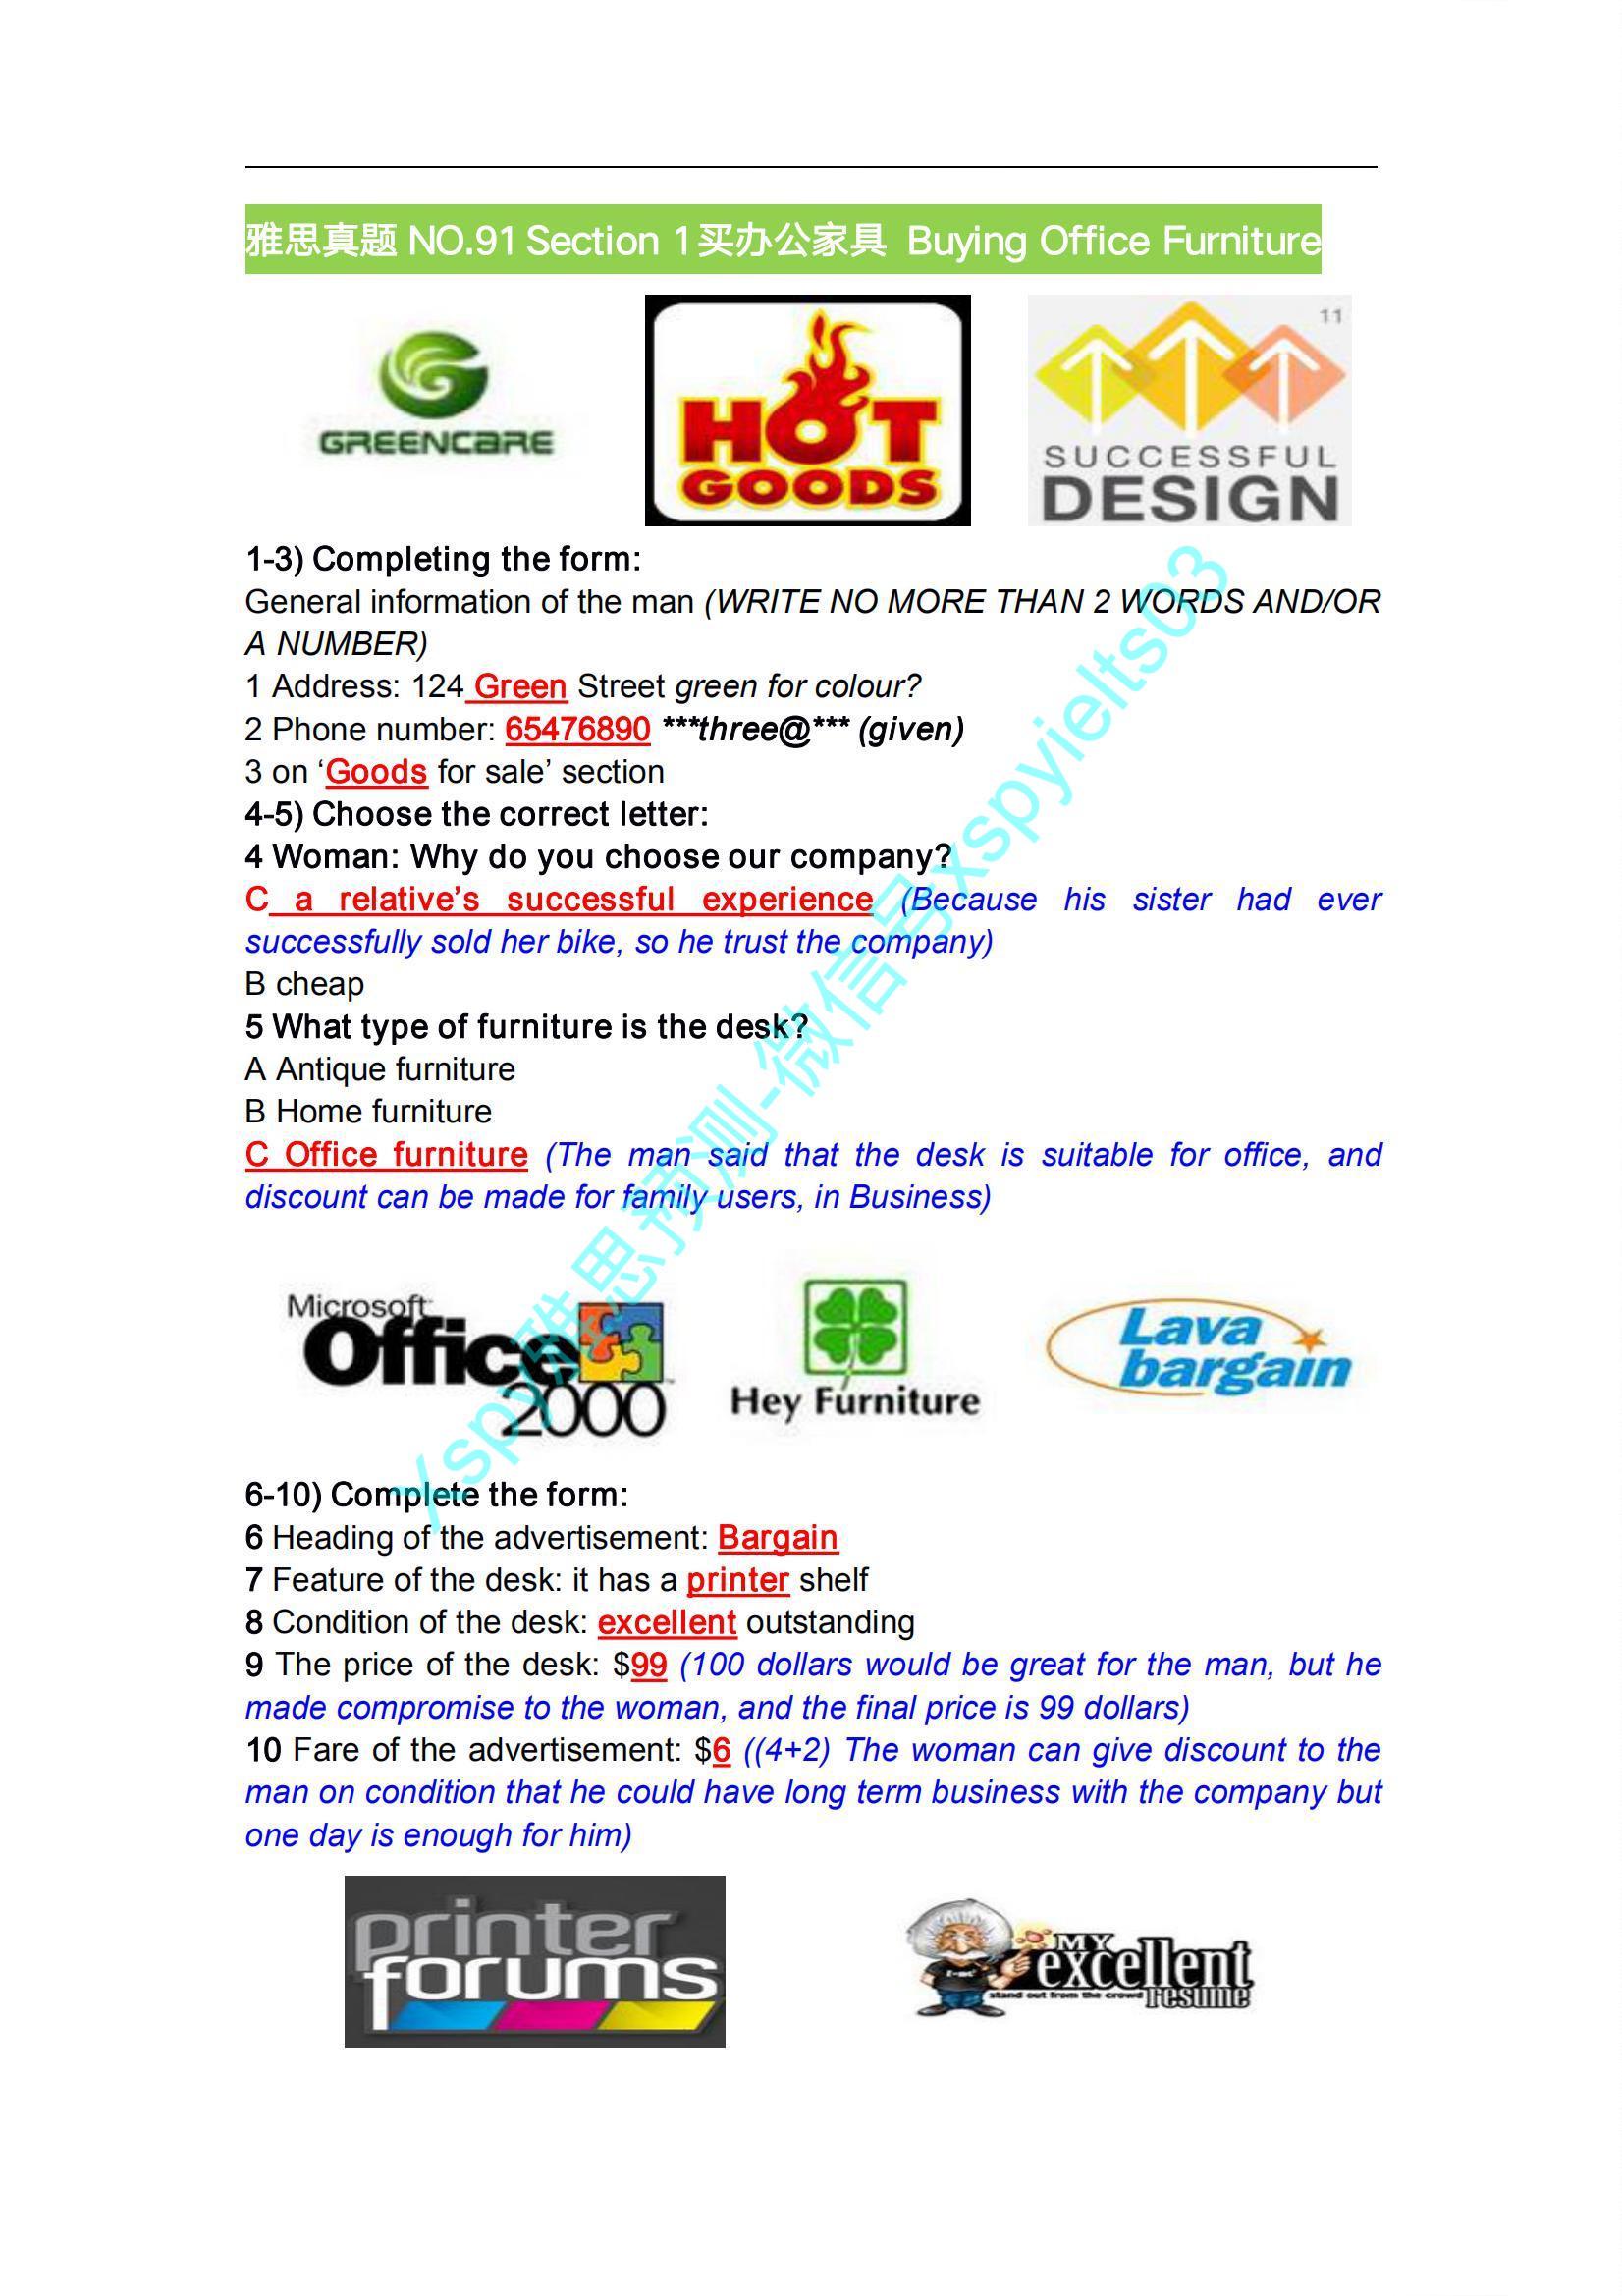 雅思真题 NO.91 Section 1买办公家具 Buying Office Furniture
GREENCARE
HOT
GOODS
11
SUCCESSFUL
DESIGN
1-3) Completing the form:
General information of the man (WRITE NO MORE THAN 2 WORDS AND/OR
A NUMBER)
1 Address: 124 Green Street green for colour?
2 Phone number: 65476890 ***three@*** (given)
3 on ‘Goods for sale’ section
4-5) Choose the correct letter:
4 Woman: Why do you choose our company?
C a relative’s successful experience (Because his sister had ever
successfully sold her bike, so he trust the company)
B cheap
5 What type of furniture is the desk?
A Antique furniture
B Home furniture
C Office furniture (The man said that the desk is suitable for office, and
discount can be made for family users, in Business)
Microsoft
Office
2000
Hey Furniture
Lava
bargain
6-10) Complete the form:
6 Heading of the advertisement: Bargain
7 Feature of the desk: it has a printer shelf
8 Condition of the desk: excellent outstanding
9 The price of the desk: $99 (100 dollars would be great for the man, but he
made compromise to the woman, and the final price is 99 dollars)
10 Fare of the advertisement: $6 ((4+2) The woman can give discount to the
man on condition that he could have long term business with the company but
one day is enough for him)
printer
forums
MY
excellent
stand out from the crowd
resume
Xspy雅思预测-微信号xspyielts03